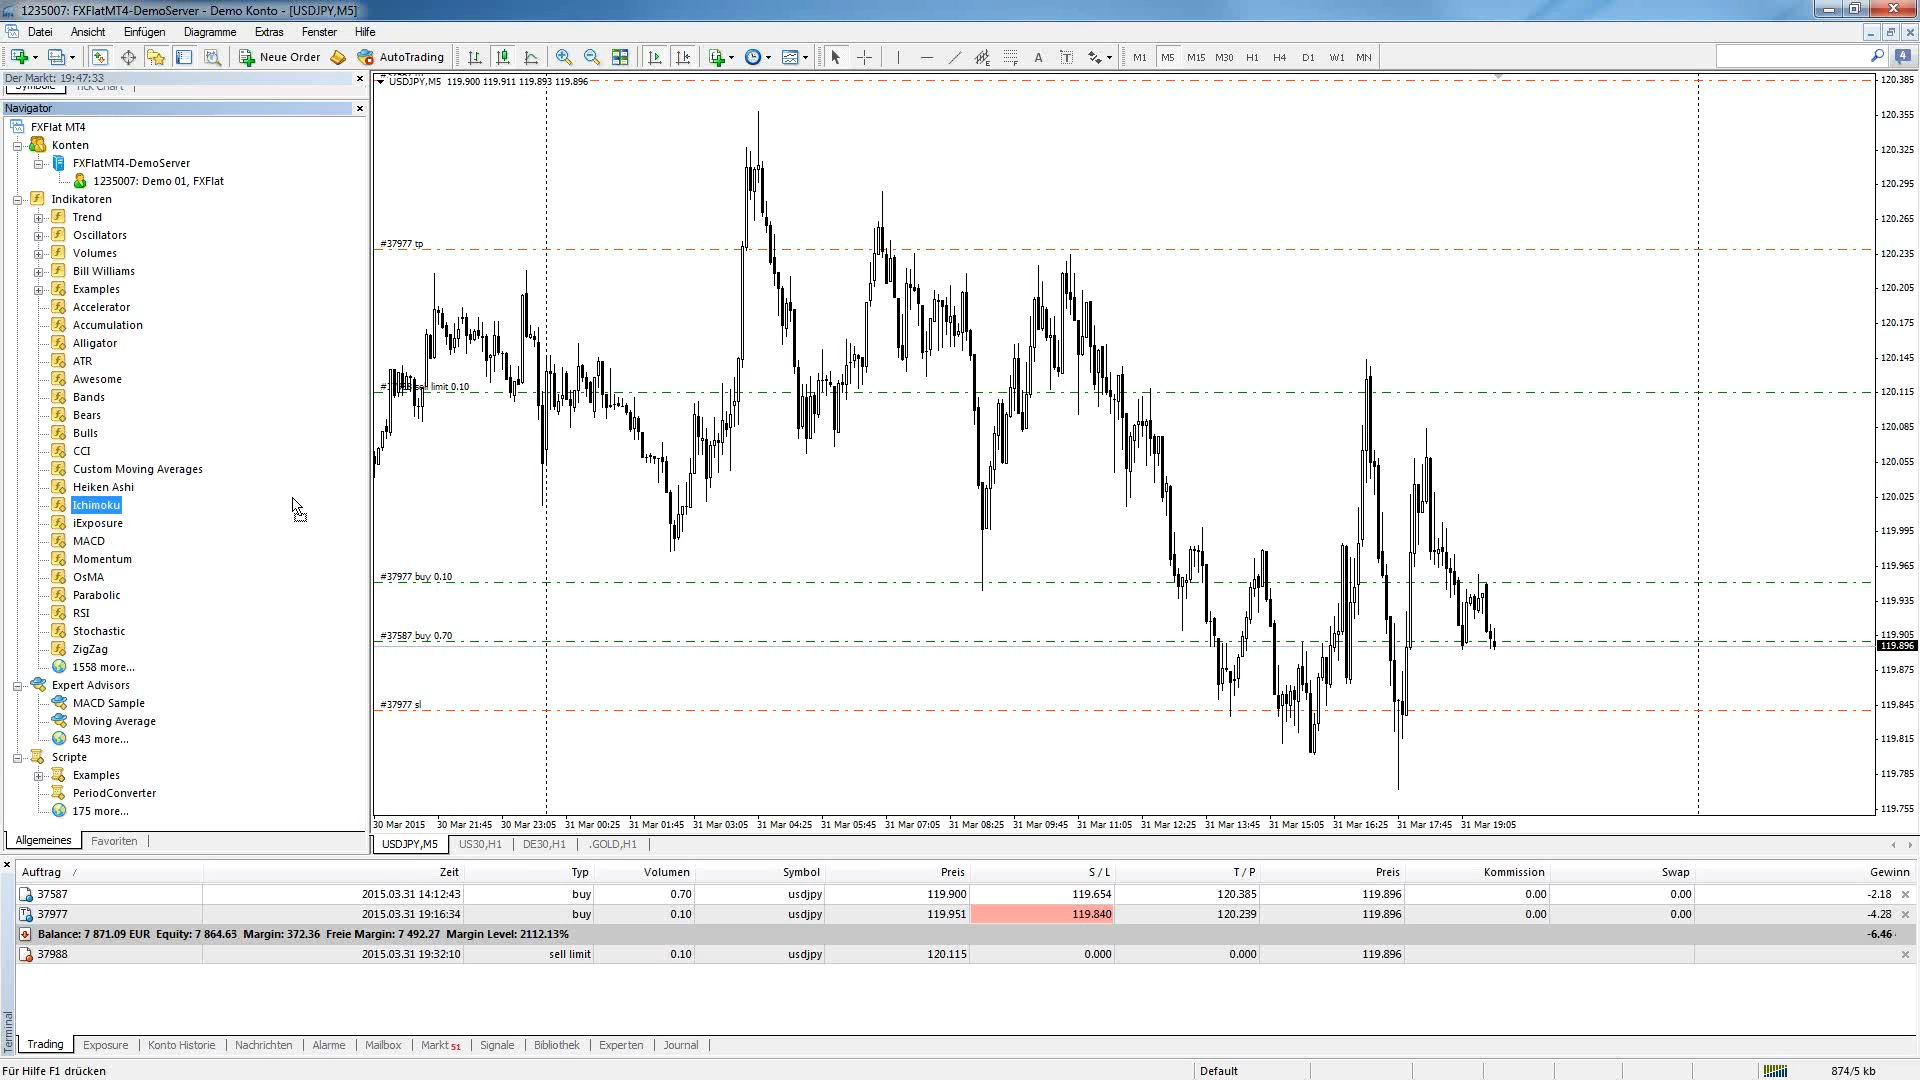 1235007: FXFlatMT4-DemoServer - Demo Konto - [USDJPY,M5]
Datei Ansicht Einfügen Diagramme Extras Fenster Hilfe
Neue Order AutoTrading A T M1 M5 M15 M30 H1 H4 D1 W1 MN 4
Der Markt: 19:47:33
Symbole Tick Chart
Navigator
FXFlat MT4
Konten
FXFlatMT4-DemoServer
1235007: Demo 01, FXFlat
Indikatoren
Trend
Oscillators
Volumes
Bill Williams
Examples
Accelerator
Accumulation
Alligator
ATR
Awesome
Bands
Bears
Bulls
CCI
Custom Moving Averages
Heiken Ashi
Ichimoku
iExposure
MACD
Momentum
OsMA
Parabolic
RSI
Stochastic
ZigZag
1558 more...
Expert Advisors
MACD Sample
Moving Average
643 more...
Scripte
Examples
PeriodConverter
175 more...
Allgemeines Favoriten
USDJPY,M5 119.900 119.911 119.893 119.896
#37977 tp
sell limit 0.10
#37977 buy 0.10
#37587 buy 0.70
#37977 sl
120.385
120.355
120.325
120.295
120.265
120.235
120.205
120.175
120.145
120.115
120.085
120.055
120.025
119.995
119.965
119.935
119.905
119.896
119.875
119.845
119.815
119.785
119.755
30 Mar 2015 30 Mar 21:45 30 Mar 23:05 31 Mar 00:25 31 Mar 01:45 31 Mar 03:05 31 Mar 04:25 31 Mar 05:45 31 Mar 07:05 31 Mar 08:25 31 Mar 09:45 31 Mar 11:05 31 Mar 12:25 31 Mar 13:45 31 Mar 15:05 31 Mar 16:25 31 Mar 17:45 31 Mar 19:05
USDJPY,M5 US30,H1 DE30,H1 .GOLD,H1
Auftrag / Zeit Typ Volumen Symbol Preis S / L T / P Preis Kommission Swap Gewinn
37587 2015.03.31 14:12:43 buy 0.70 usdjpy 119.900 119.654 120.385 119.896 0.00 0.00 -2.18
37977 2015.03.31 19:16:34 buy 0.10 usdjpy 119.951 119.840 120.239 119.896 0.00 0.00 -4.28
Balance: 7 871.09 EUR Equity: 7 864.63 Margin: 372.36 Freie Margin: 7 492.27 Margin Level: 2112.13% -6.46
37988 2015.03.31 19:32:10 sell limit 0.10 usdjpy 120.115 0.000 0.000 119.896
Terminal
Trading Exposure Konto Historie Nachrichten Alarme Mailbox Markt 51 Signale Bibliothek Experten Journal
Für Hilfe F1 drücken Default 874/5 kb